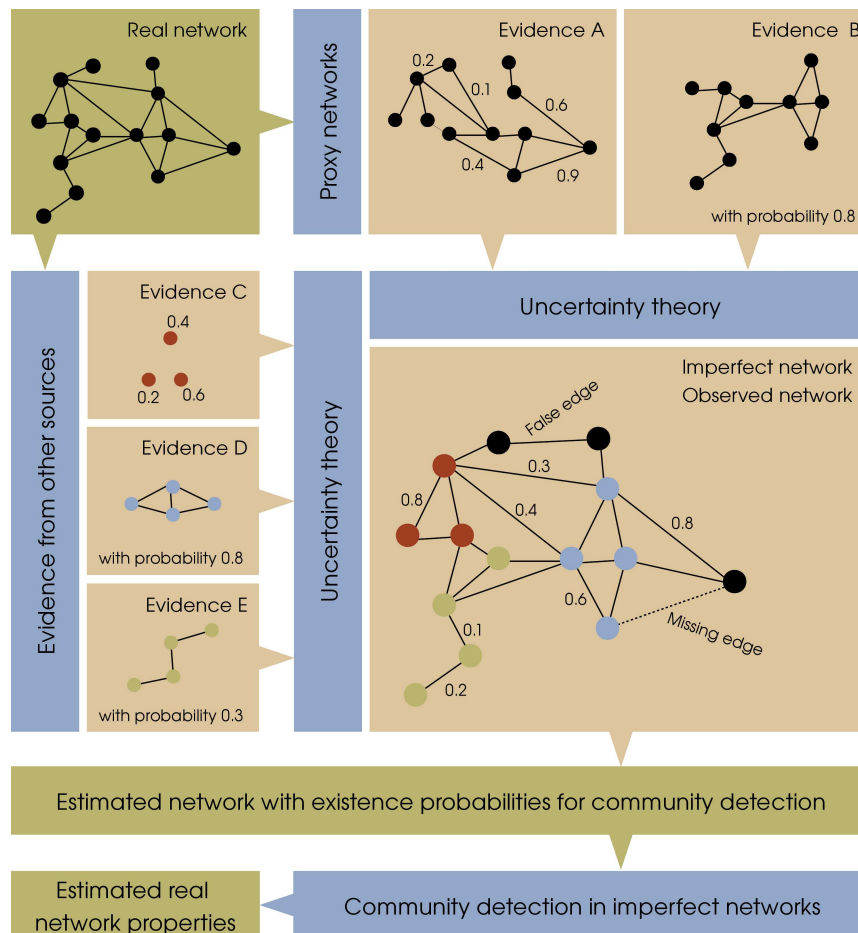 Real network
Proxy networks
Evidence A
0.2
0.1
0.6
0.4
0.9
Evidence B
with probability 0.8
Evidence from other sources
Evidence C
0.4
0.2
0.6
Evidence D
with probability 0.8
Evidence E
with probability 0.3
Uncertainty theory
Uncertainty theory
Imperfect network
Observed network
False edge
0.3
0.8
0.4
0.8
0.6
Missing edge
0.1
0.2
Estimated network with existence probabilities for community detection
Estimated real
network properties
Community detection in imperfect networks